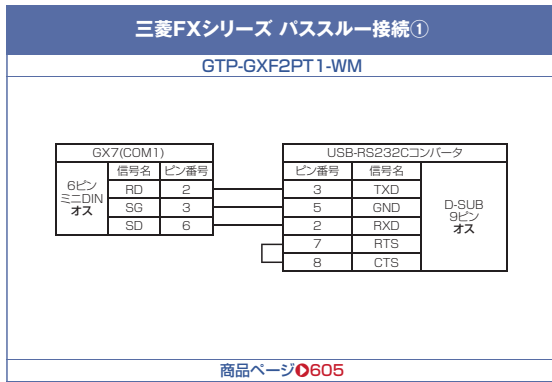 三菱FXシリーズ パススルー接続①
GTP-GXF2PT1-WM
GX7(COM1)
信号名 ピン番号
6ピン
ミニDIN
オス
RD 2
SG 3
SD 6
USB-RS232Cコンバータ
ピン番号 信号名
3 TXD
5 GND
2 RXD
7 RTS
8 CTS
D-SUB
9ピン
オス
商品ページ 605